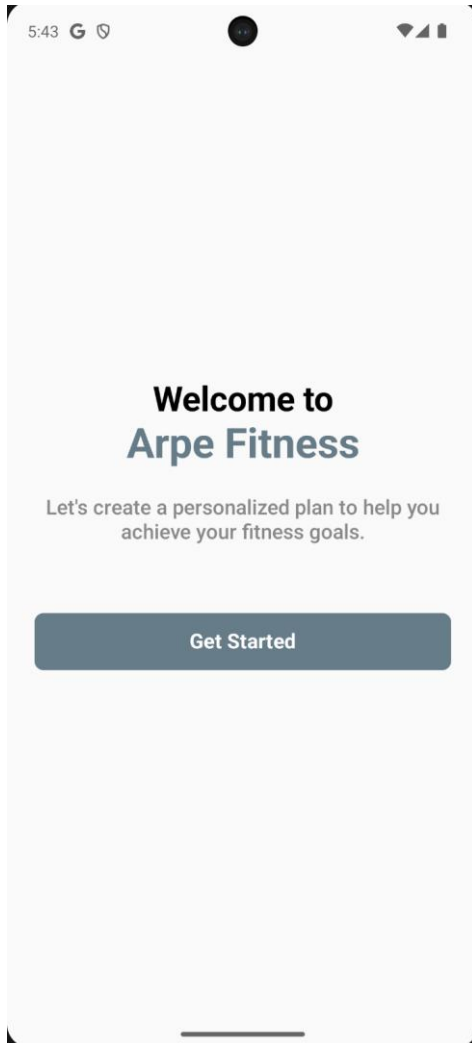 5:43 G
Welcome to
Arpe Fitness
Let's create a personalized plan to help you
achieve your fitness goals.
Get Started